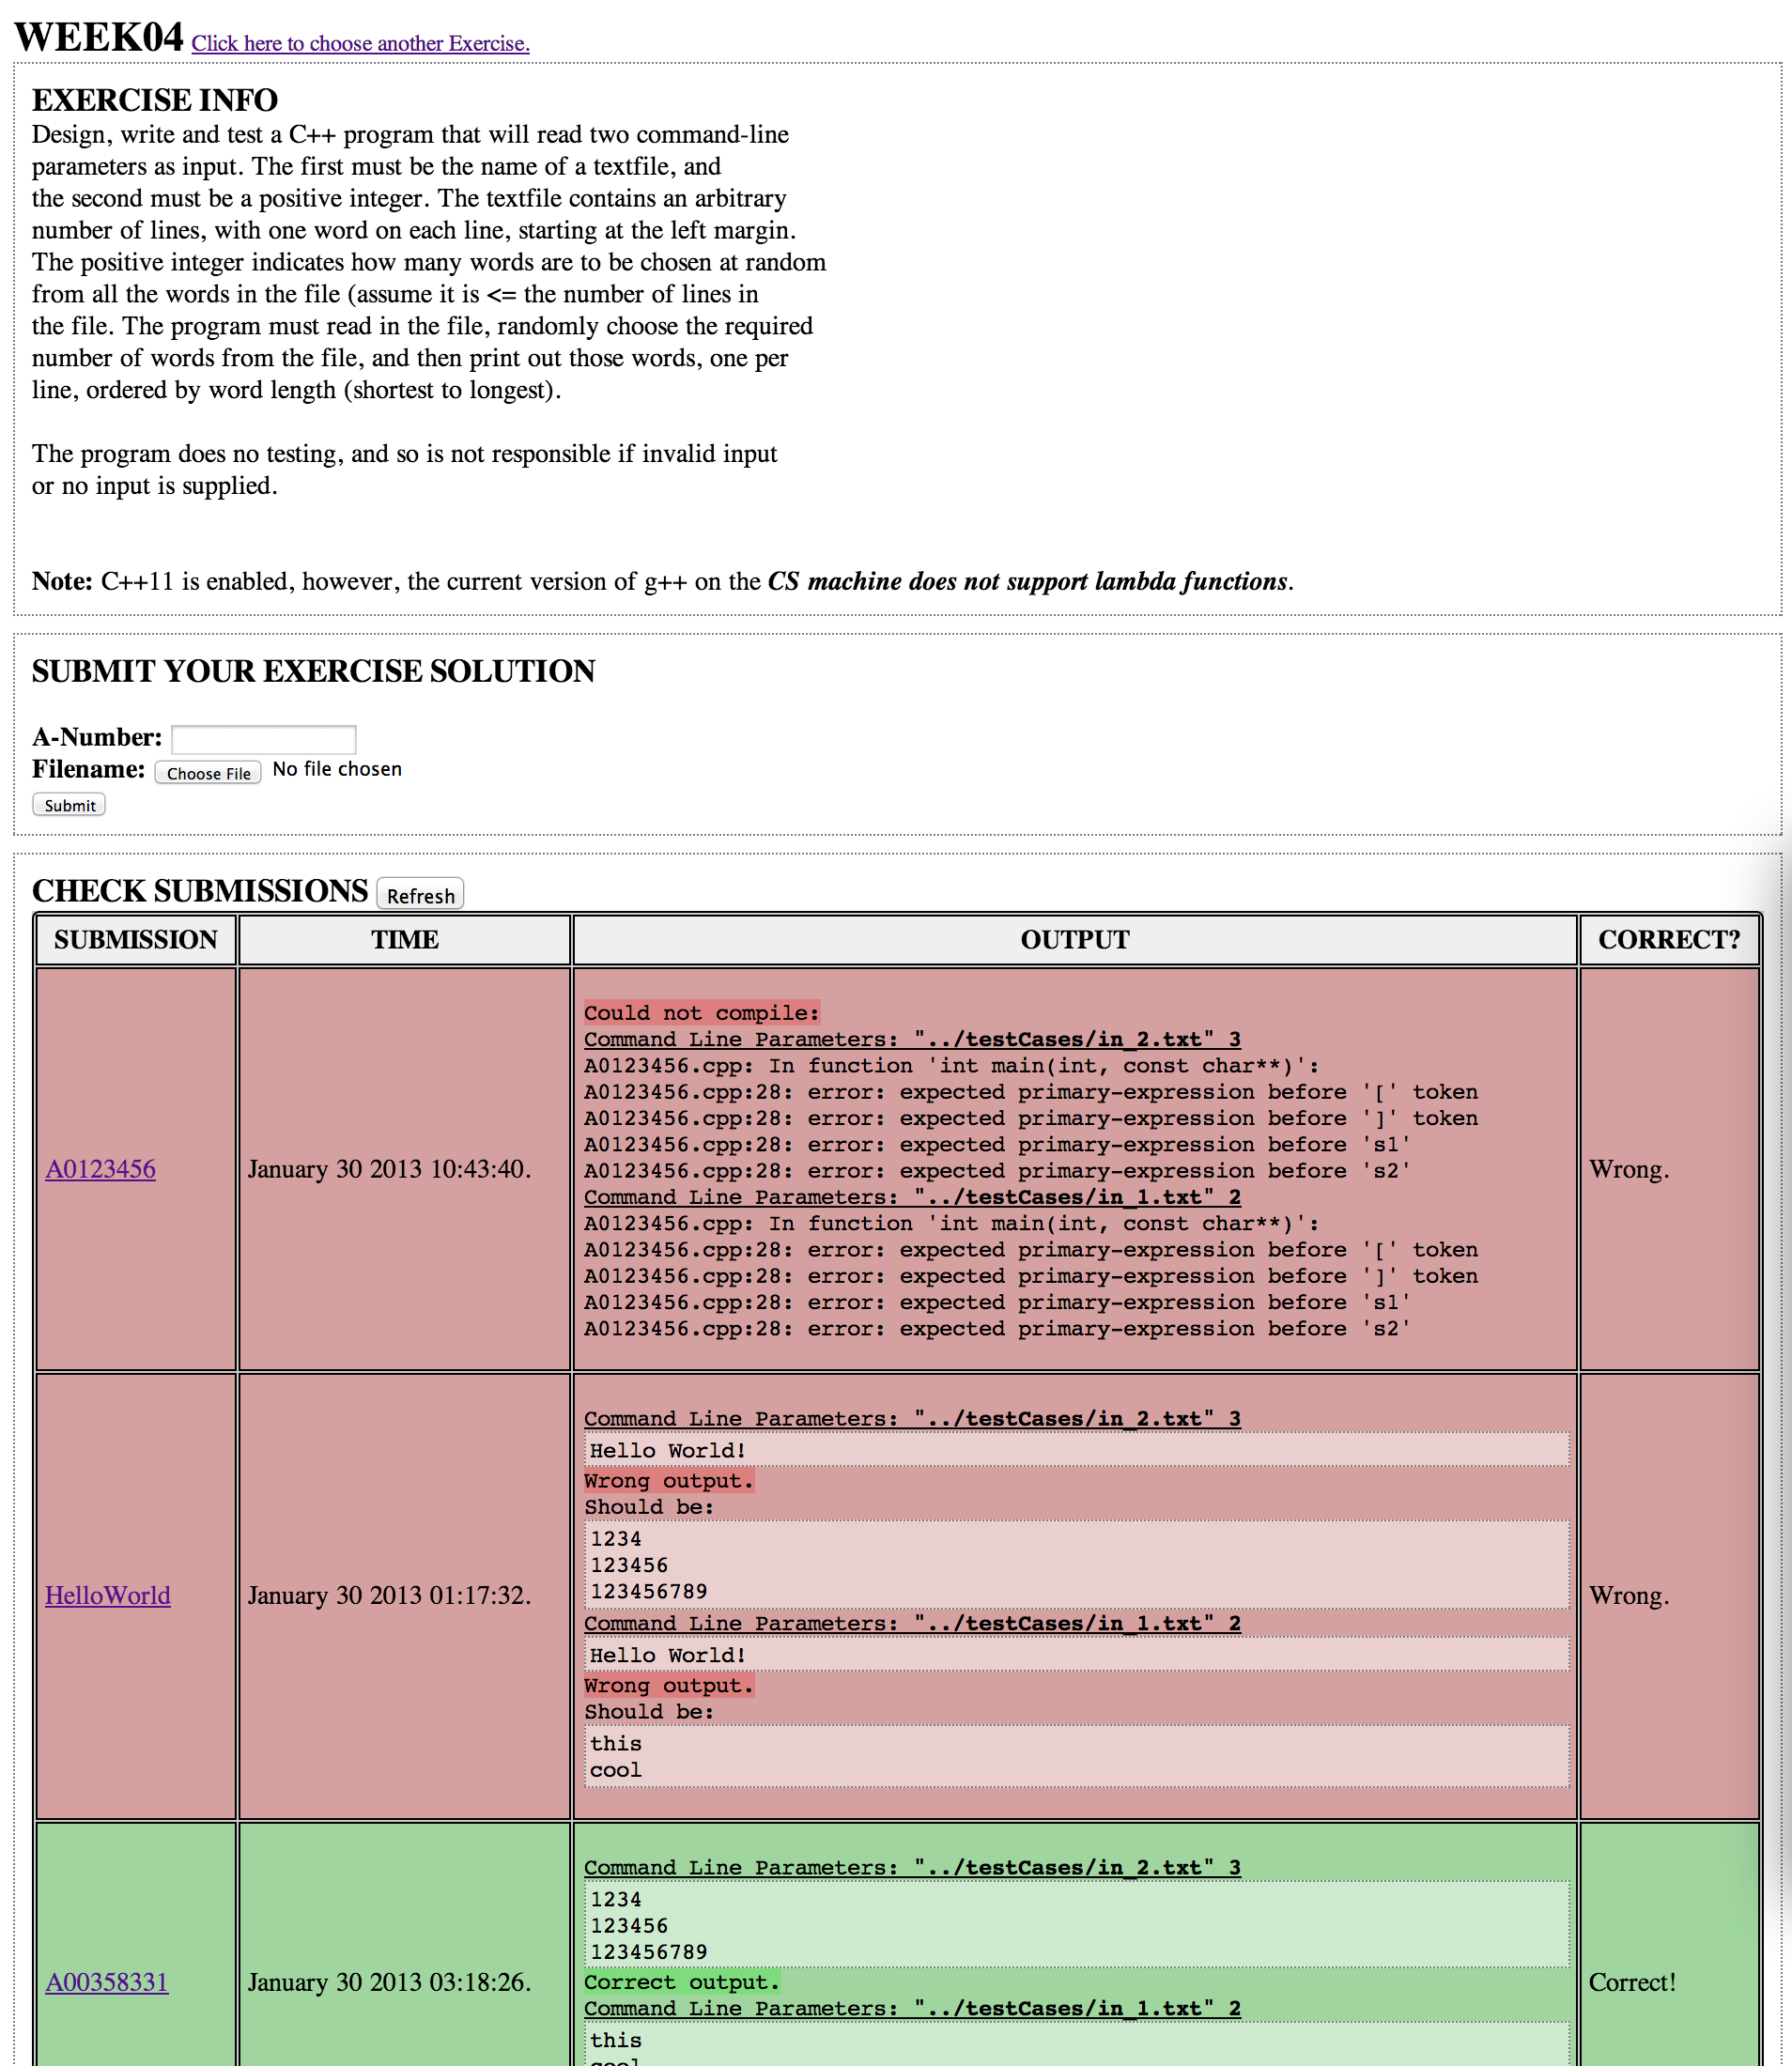 WEEK04 Click here to choose another Exercise.
EXERCISE INFO
Design, write and test a C++ program that will read two command-line
parameters as input. The first must be the name of a textfile, and
the second must be a positive integer. The textfile contains an arbitrary
number of lines, with one word on each line, starting at the left margin.
The positive integer indicates how many words are to be chosen at random
from all the words in the file (assume it is <= the number of lines in
the file. The program must read in the file, randomly choose the required
number of words from the file, and then print out those words, one per
line, ordered by word length (shortest to longest).
The program does no testing, and so is not responsible if invalid input
or no input is supplied.
Note: C++11 is enabled, however, the current version of g++ on the CS machine does not support lambda functions.
SUBMIT YOUR EXERCISE SOLUTION
A-Number:
Filename: Choose File No file chosen
Submit
CHECK SUBMISSIONS Refresh
SUBMISSION TIME OUTPUT CORRECT?
A0123456
January 30 2013 10:43:40.
Could not compile:
Command Line Parameters: "../testCases/in_2.txt" 3
A0123456.cpp: In function 'int main(int, const char**)':
A0123456.cpp:28: error: expected primary-expression before '[' token
A0123456.cpp:28: error: expected primary-expression before ']' token
A0123456.cpp:28: error: expected primary-expression before 's1'
A0123456.cpp:28: error: expected primary-expression before 's2'
Command Line Parameters: "../testCases/in_1.txt" 2
A0123456.cpp: In function 'int main(int, const char**)':
A0123456.cpp:28: error: expected primary-expression before '[' token
A0123456.cpp:28: error: expected primary-expression before ']' token
A0123456.cpp:28: error: expected primary-expression before 's1'
A0123456.cpp:28: error: expected primary-expression before 's2'
Wrong.
HelloWorld
January 30 2013 01:17:32.
Command Line Parameters: "../testCases/in_2.txt" 3
Hello World!
Wrong output.
Should be:
1234
123456
123456789
Command Line Parameters: "../testCases/in_1.txt" 2
Hello World!
Wrong output.
Should be:
this
cool
Wrong.
A00358331
January 30 2013 03:18:26.
Command Line Parameters: "../testCases/in_2.txt" 3
1234
123456
123456789
Correct output.
Command Line Parameters: "../testCases/in_1.txt" 2
this
Correct!